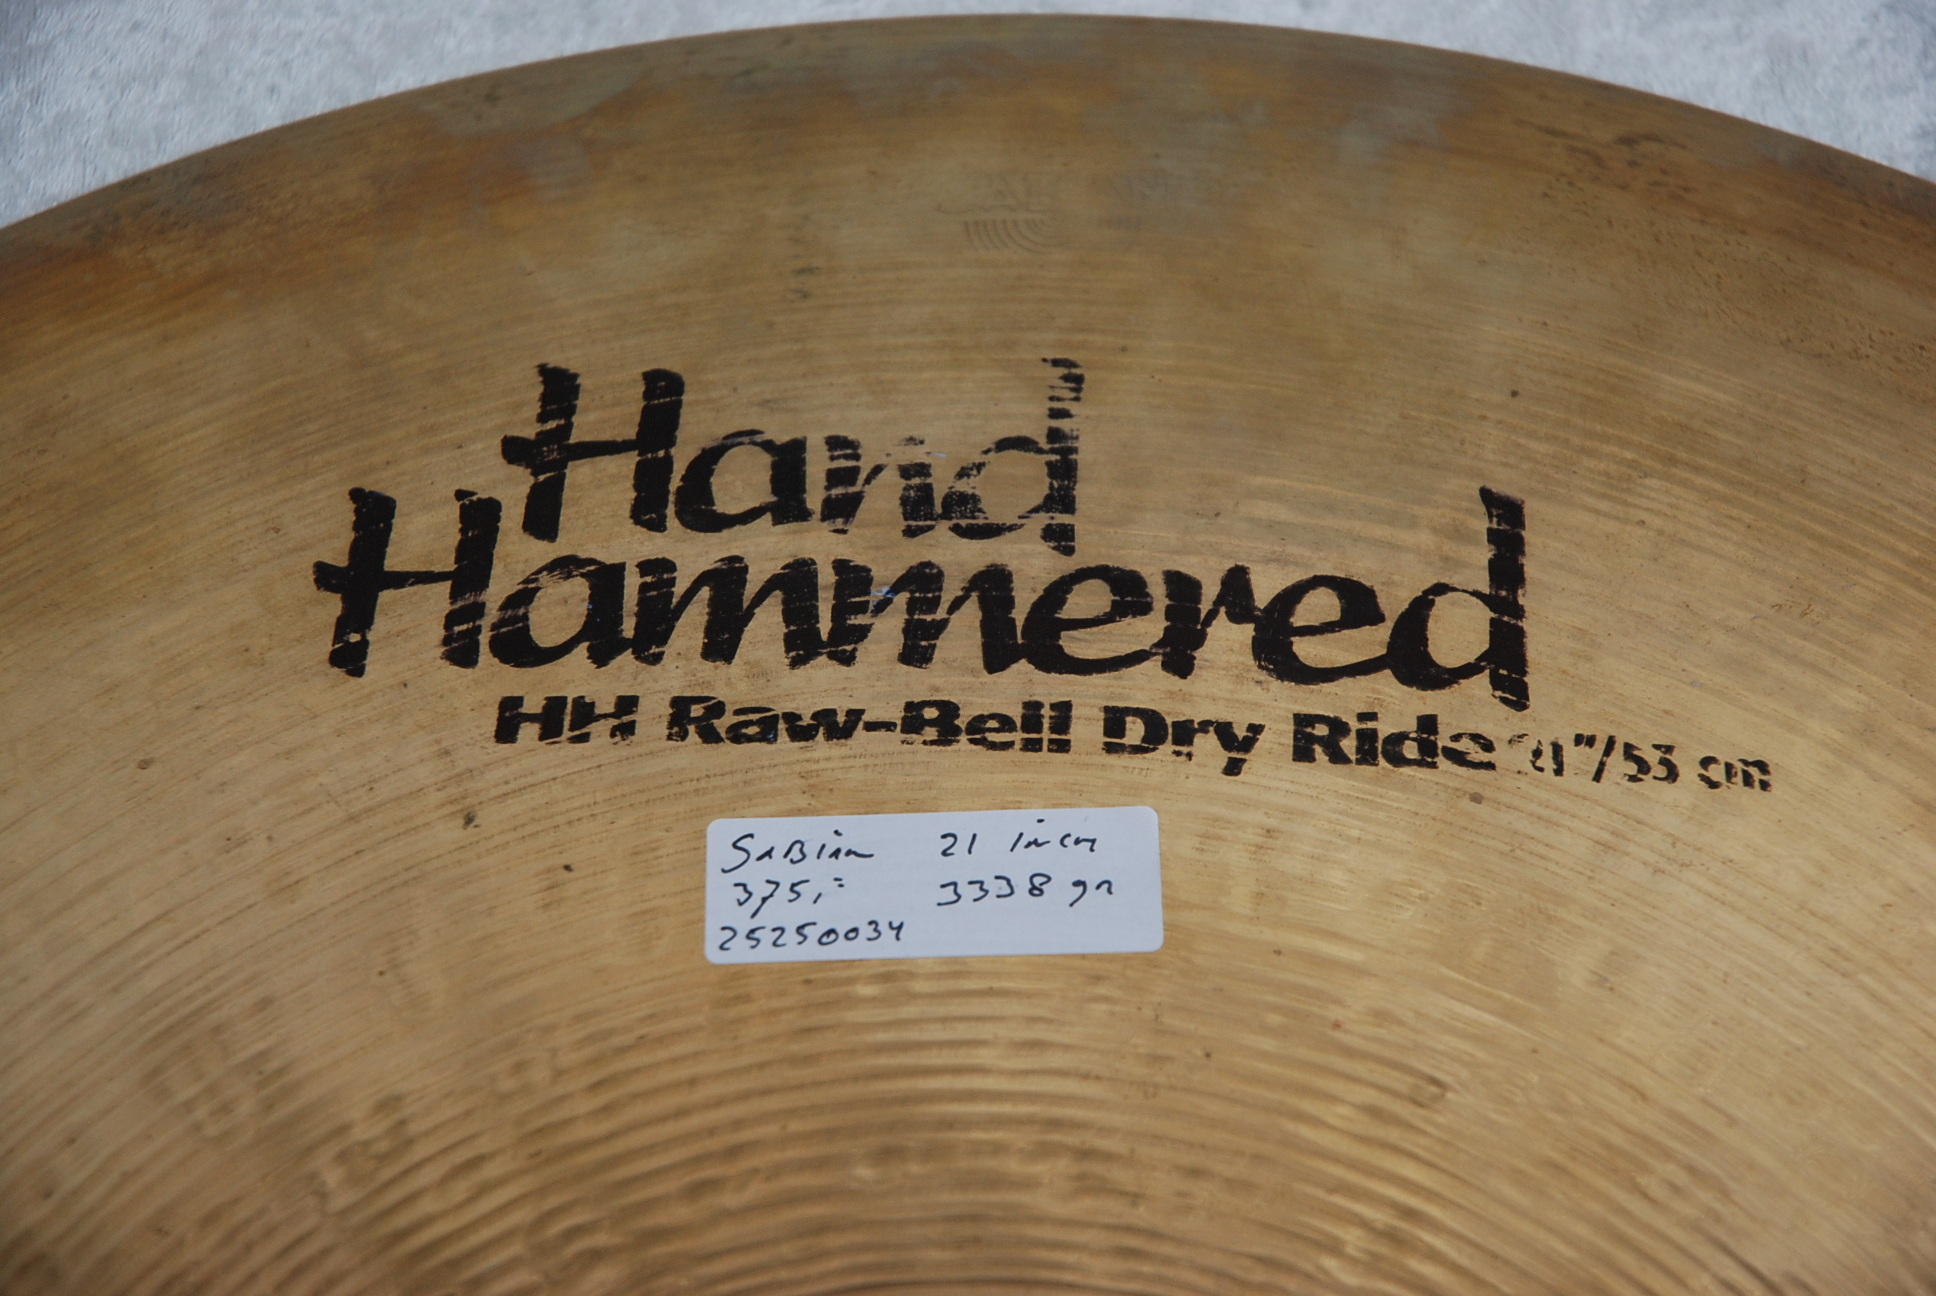 Hand
Hammered
HH Raw-Bell Dry Ride 21"/53 cm
SABian 21 inch
375,= 3338 gr
25250034